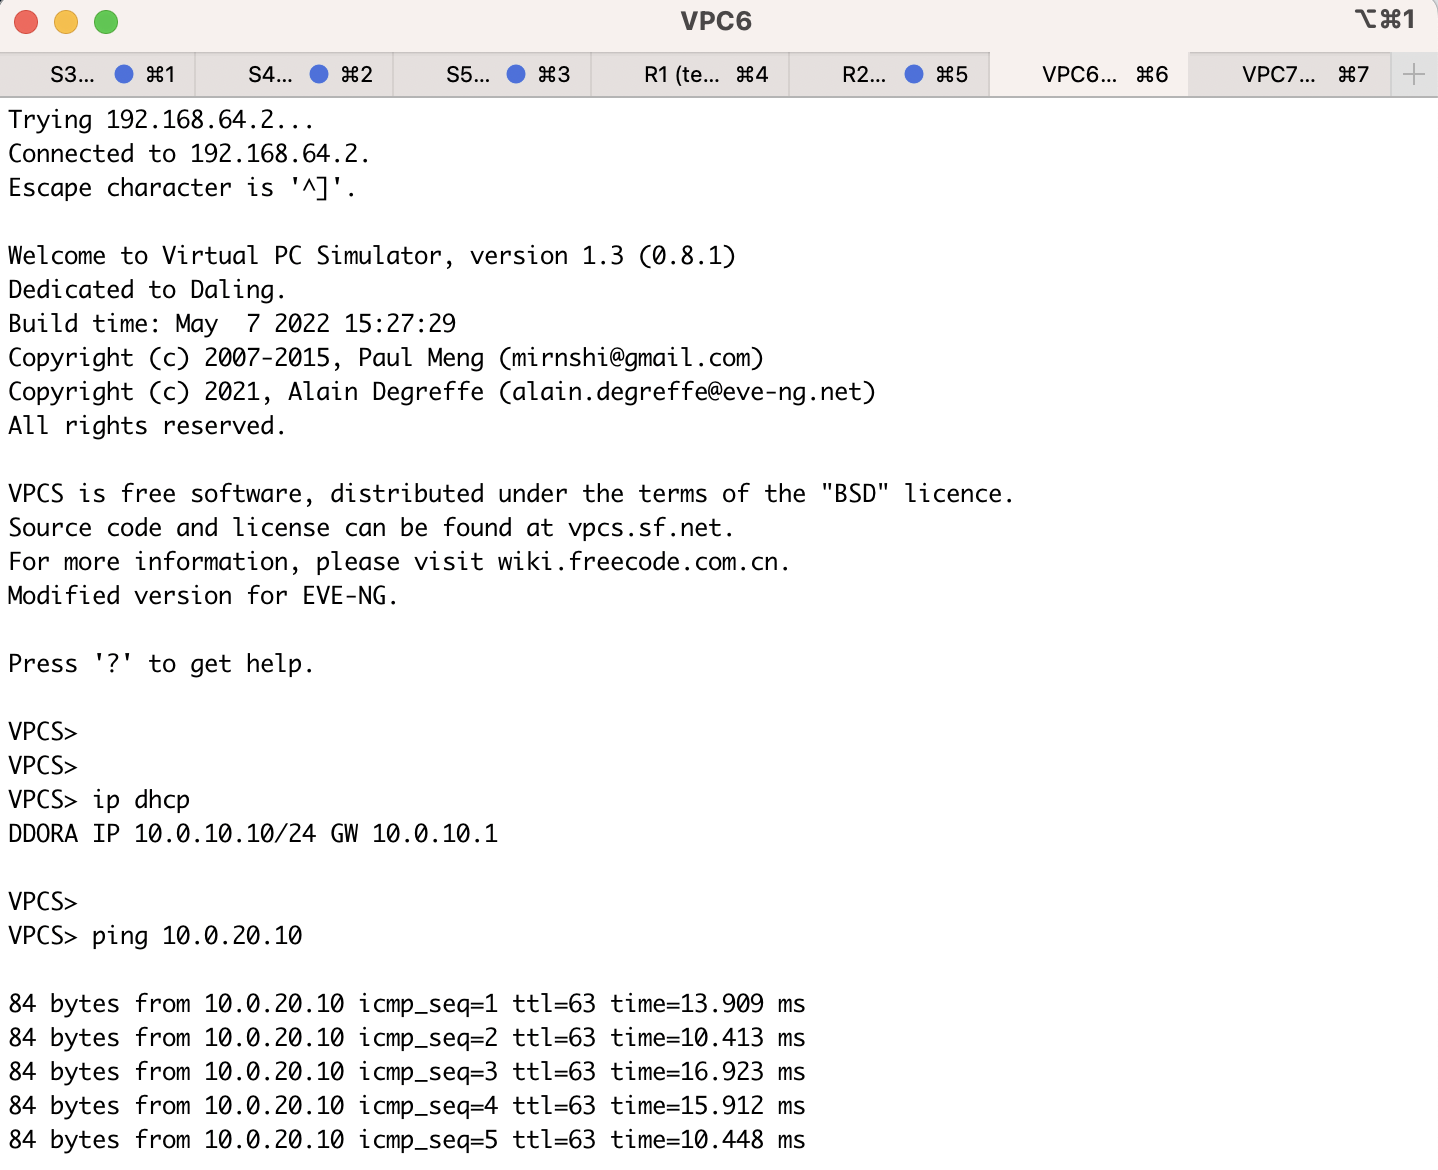 VPC6
⌥⌘1
S3... ⌘1
S4... ⌘2
S5... ⌘3
R1 (te... ⌘4
R2... ⌘5
VPC6... ⌘6
VPC7... ⌘7
Trying 192.168.64.2...
Connected to 192.168.64.2.
Escape character is '^]'.
Welcome to Virtual PC Simulator, version 1.3 (0.8.1)
Dedicated to Daling.
Build time: May  7 2022 15:27:29
Copyright (c) 2007-2015, Paul Meng (mirnshi@gmail.com)
Copyright (c) 2021, Alain Degreffe (alain.degreffe@eve-ng.net)
All rights reserved.
VPCS is free software, distributed under the terms of the "BSD" licence.
Source code and license can be found at vpcs.sf.net.
For more information, please visit wiki.freecode.com.cn.
Modified version for EVE-NG.
Press '?' to get help.
VPCS>
VPCS>
VPCS> ip dhcp
DDORA IP 10.0.10.10/24 GW 10.0.10.1
VPCS>
VPCS> ping 10.0.20.10
84 bytes from 10.0.20.10 icmp_seq=1 ttl=63 time=13.909 ms
84 bytes from 10.0.20.10 icmp_seq=2 ttl=63 time=10.413 ms
84 bytes from 10.0.20.10 icmp_seq=3 ttl=63 time=16.923 ms
84 bytes from 10.0.20.10 icmp_seq=4 ttl=63 time=15.912 ms
84 bytes from 10.0.20.10 icmp_seq=5 ttl=63 time=10.448 ms